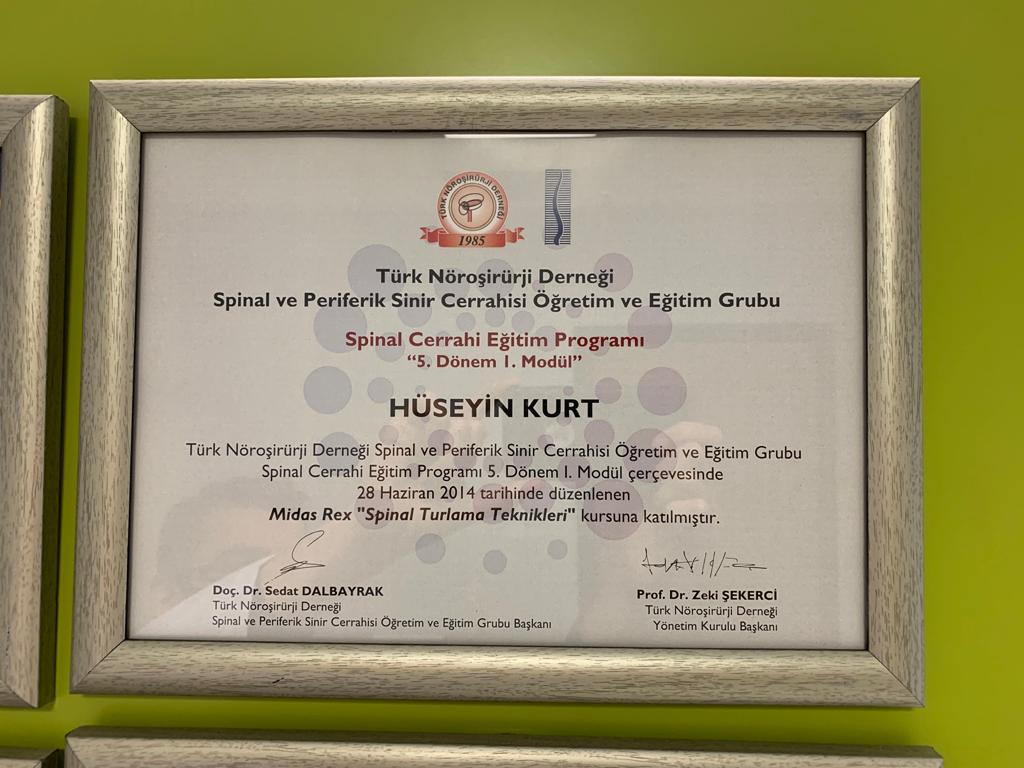 TÜRK NÖROŞİRÜRJİ DERNEĞİ
1985
Türk Nöroşirürji Derneği
Spinal ve Periferik Sinir Cerrahisi Öğretim ve Eğitim Grubu
Spinal Cerrahi Eğitim Programı
“5. Dönem 1. Modül”
HÜSEYİN KURT
Türk Nöroşirürji Derneği Spinal ve Periferik Sinir Cerrahisi Öğretim ve Eğitim Grubu
Spinal Cerrahi Eğitim Programı 5. Dönem I. Modül çerçevesinde
28 Haziran 2014 tarihinde düzenlenen
Midas Rex "Spinal Turlama Teknikleri" kursuna katılmıştır.
Doç. Dr. Sedat DALBAYRAK
Türk Nöroşirürji Derneği
Spinal ve Periferik Sinir Cerrahisi Öğretim ve Eğitim Grubu Başkanı
Prof. Dr. Zeki ŞEKERCİ
Türk Nöroşirürji Derneği
Yönetim Kurulu Başkanı